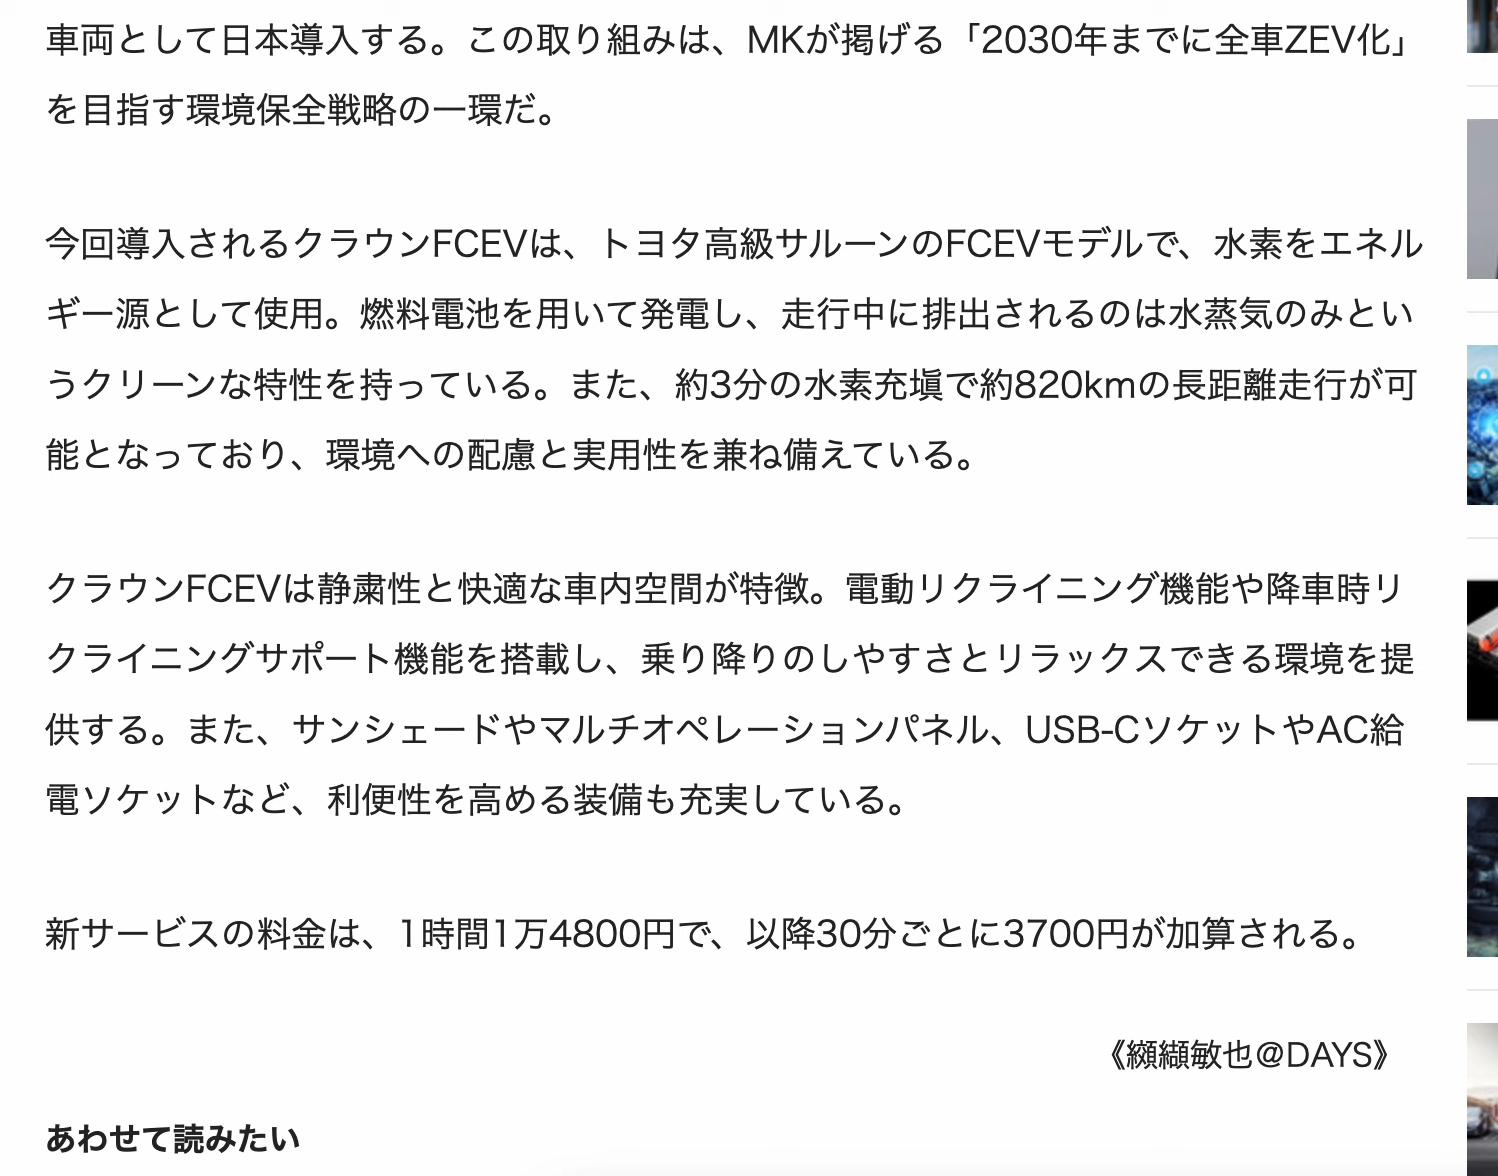 車両として日本導入する。この取り組みは、MKが掲げる「2030年までに全車ZEV化」
を目指す環境保全戦略の一環だ。
今回導入されるクラウンFCEVは、トヨタ高級サルーンのFCEVモデルで、水素をエネル
ギー源として使用。燃料電池を用いて発電し、走行中に排出されるのは水蒸気のみとい
うクリーンな特性を持っている。また、約3分の水素充塡で約820kmの長距離走行が可
能となっており、環境への配慮と実用性を兼ね備えている。
クラウンFCEVは静粛性と快適な車内空間が特徴。電動リクライニング機能や降車時リ
クライニングサポート機能を搭載し、乗り降りのしやすさとリラックスできる環境を提
供する。また、サンシェードやマルチオペレーションパネル、USB-CソケットやAC給
電ソケットなど、利便性を高める装備も充実している。
新サービスの料金は、1時間1万4800円で、以降30分ごとに3700円が加算される。
《纐纈敏也@DAYS》
あわせて読みたい